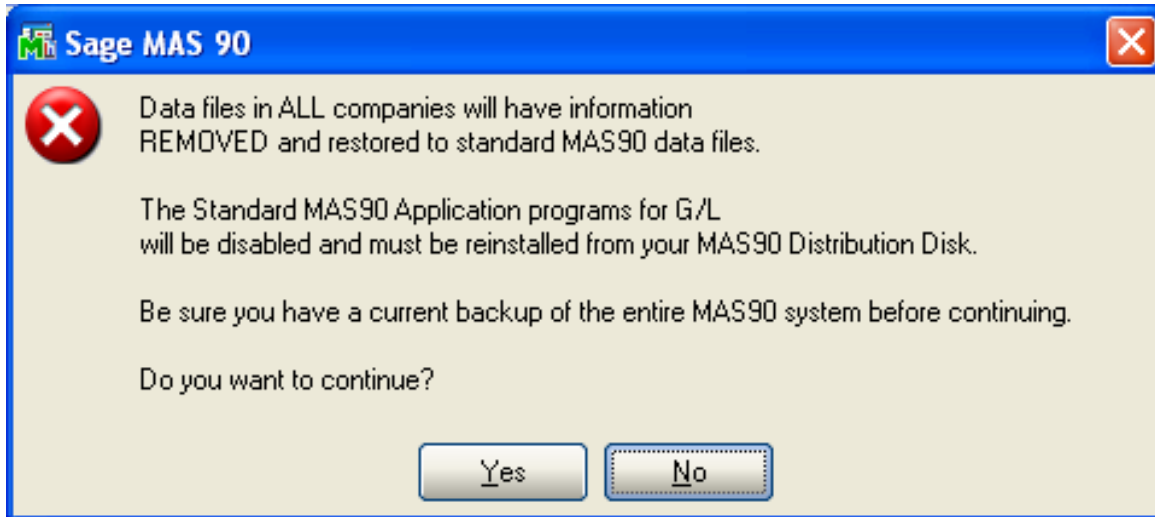 Sage MAS 90
Data files in ALL companies will have information
REMOVED and restored to standard MAS90 data files.
The Standard MAS90 Application programs for G/L
will be disabled and must be reinstalled from your MAS90 Distribution Disk.
Be sure you have a current backup of the entire MAS90 system before continuing.
Do you want to continue?
Yes
No